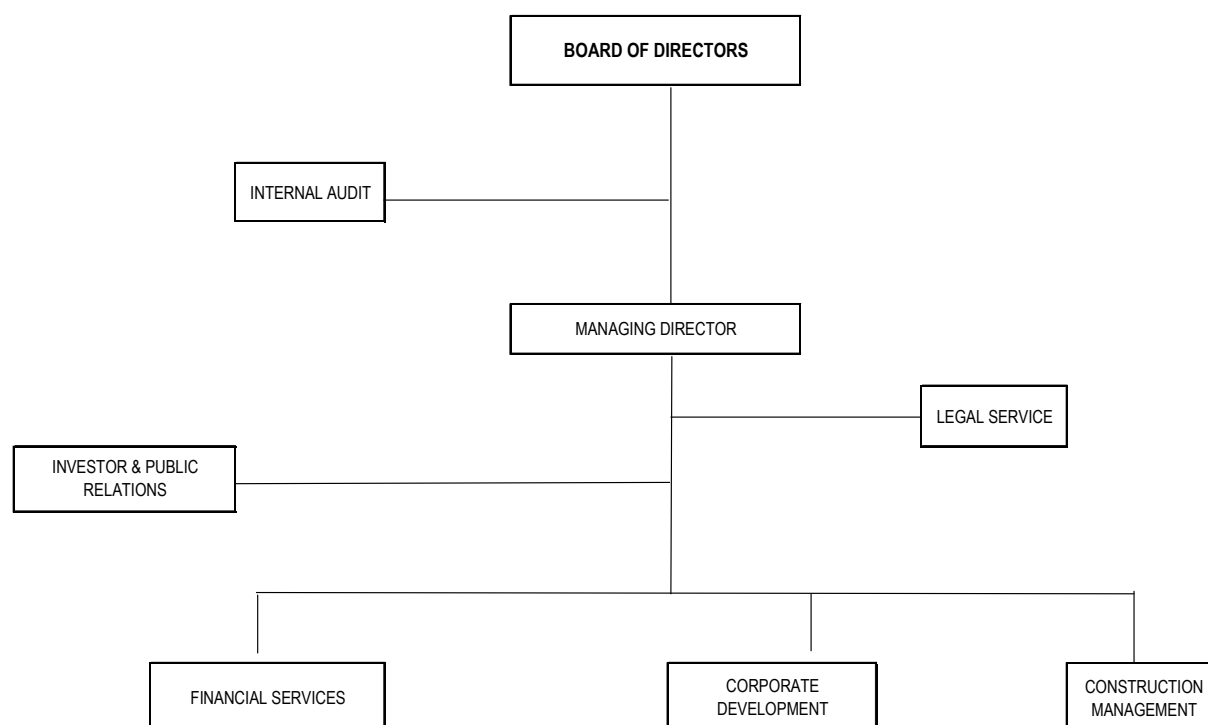 BOARD OF DIRECTORS
INTERNAL AUDIT
MANAGING DIRECTOR
LEGAL SERVICE
INVESTOR & PUBLIC
RELATIONS
FINANCIAL SERVICES
CORPORATE
DEVELOPMENT
CONSTRUCTION
MANAGEMENT